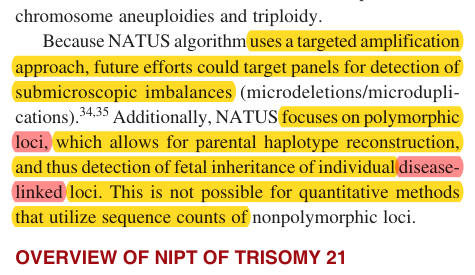 chromosome aneuploidies and triploidy.
Because NATUS algorithm uses a targeted amplification
approach, future efforts could target panels for detection of
submicroscopic imbalances (microdeletions/microdupli-
cations).34,35 Additionally, NATUS focuses on polymorphic
loci, which allows for parental haplotype reconstruction,
and thus detection of fetal inheritance of individual disease-
linked loci. This is not possible for quantitative methods
that utilize sequence counts of nonpolymorphic loci.
OVERVIEW OF NIPT OF TRISOMY 21